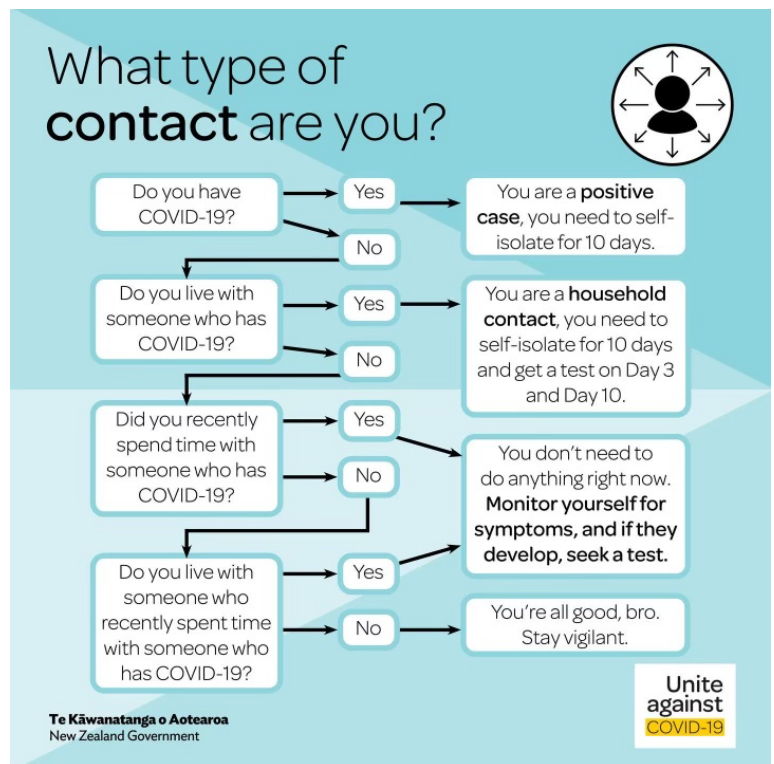 What type of
contact are you?
Do you have
COVID-19?
Yes
You are a positive
case, you need to self-
isolate for 10 days.
No
Do you live with
someone who has
COVID-19?
Yes
You are a household
contact, you need to
self-isolate for 10 days
and get a test on Day 3
and Day 10.
No
Did you recently
spend time with
someone who has
COVID-19?
Yes
No
You don't need to
do anything right now.
Monitor yourself for
symptoms, and if they
develop, seek a test.
Do you live with
someone who
recently spent time
with someone who
has COVID-19?
Yes
No
You're all good, bro.
Stay vigilant.
Te Kāwanatanga o Aotearoa
New Zealand Government
Unite
against
COVID-19